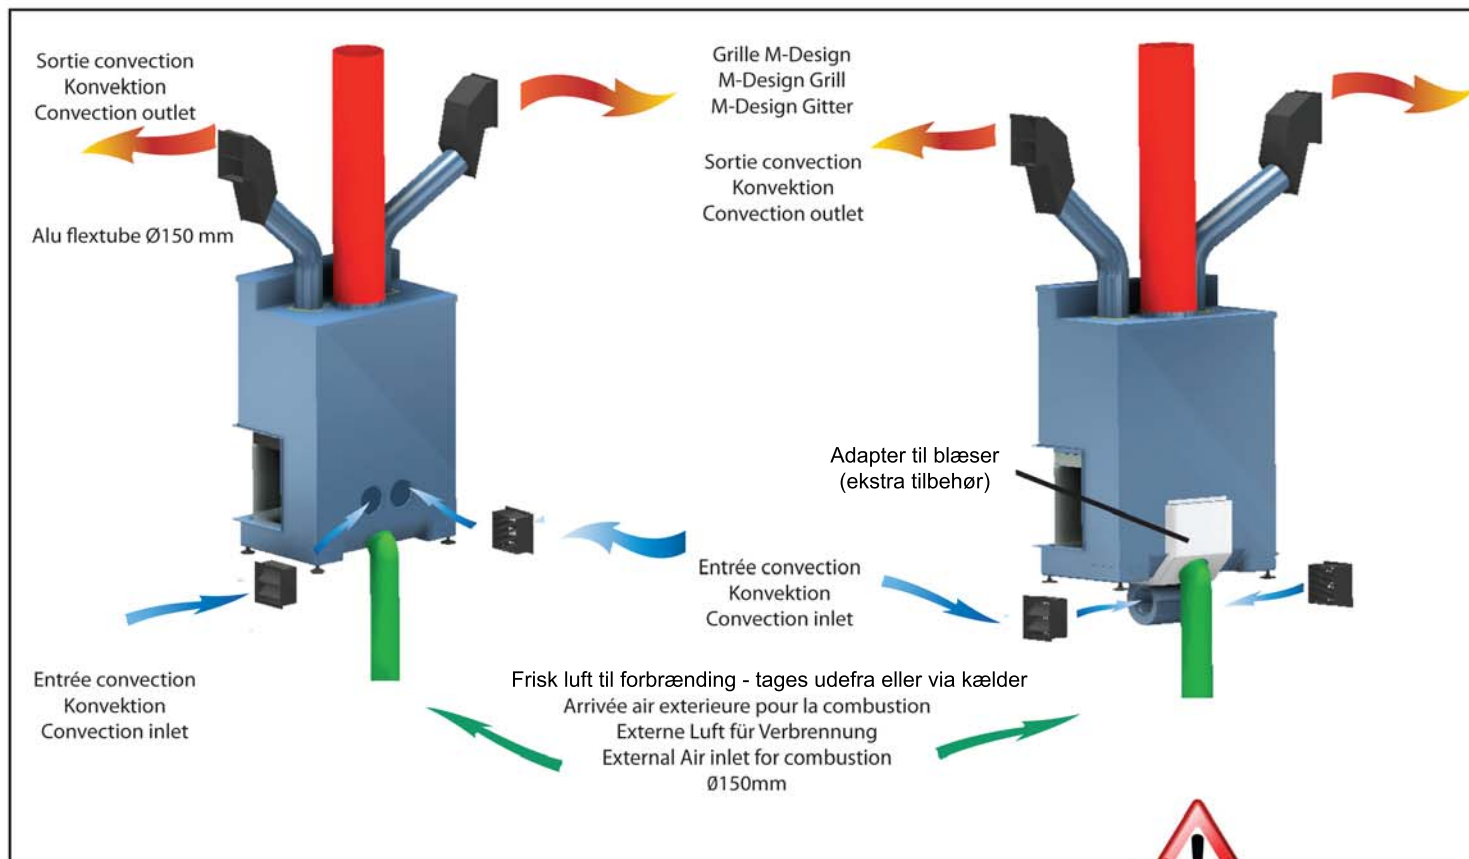 Sortie convection
Konvektion
Convection outlet
Alu flextube Ø150 mm
Grille M-Design
M-Design Grill
M-Design Gitter
Sortie convection
Konvektion
Convection outlet
Adapter til blæser
(ekstra tilbehør)
Entrée convection
Konvektion
Convection inlet
Entrée convection
Konvektion
Convection inlet
Frisk luft til forbrænding - tages udefra eller via kælder
Arrivée air exterieure pour la combustion
Externe Luft für Verbrennung
External Air inlet for combustion
Ø150mm